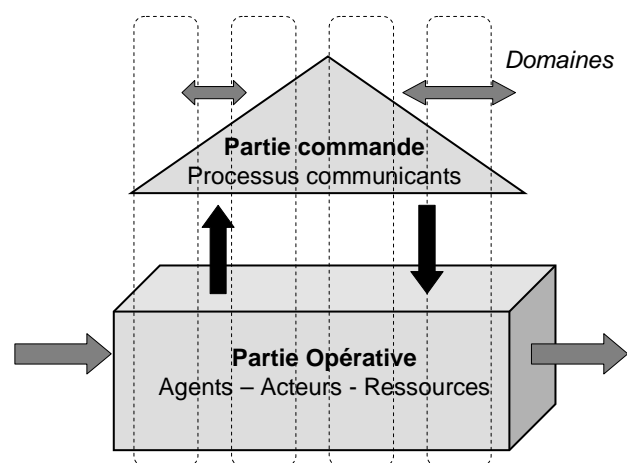 Domaines
Partie commande
Processus communicants
Partie Opérative
Agents – Acteurs - Ressources